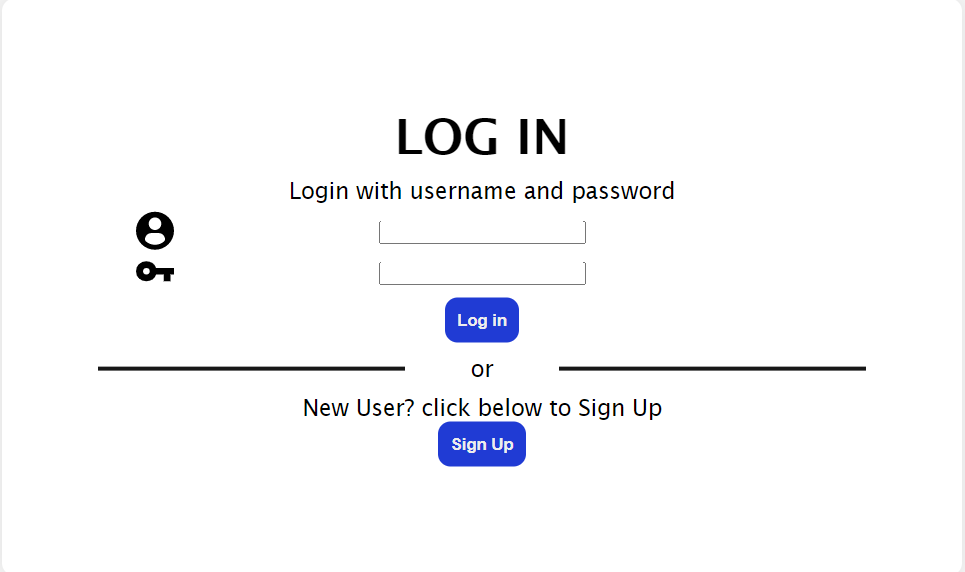 LOG IN
Login with username and password
Log in
or
New User? click below to Sign Up
Sign Up